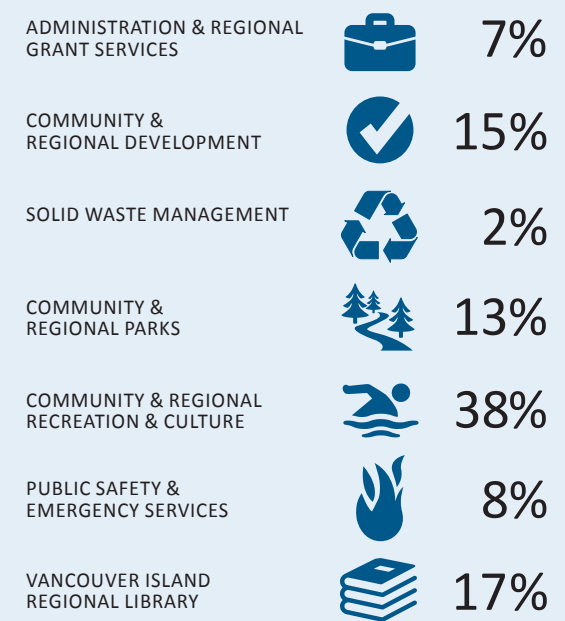 ADMINISTRATION & REGIONAL
GRANT SERVICES
7%
COMMUNITY &
REGIONAL DEVELOPMENT
15%
SOLID WASTE MANAGEMENT
2%
COMMUNITY &
REGIONAL PARKS
13%
COMMUNITY & REGIONAL
RECREATION & CULTURE
38%
PUBLIC SAFETY &
EMERGENCY SERVICES
8%
VANCOUVER ISLAND
REGIONAL LIBRARY
17%